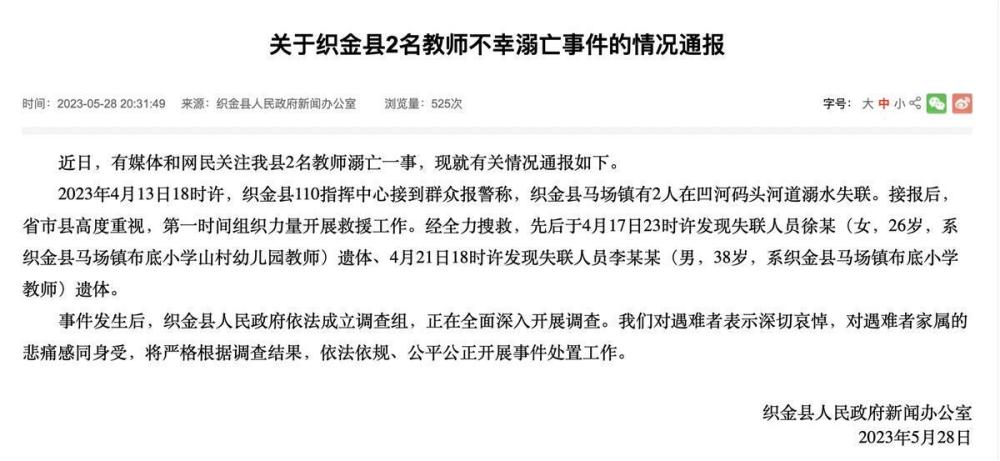 关于织金县2名教师不幸溺亡事件的情况通报
时间：2023-05-28 20:31:49 来源：织金县人民政府新闻办公室 浏览量：525次 字号：大 中 小
近日，有媒体和网民关注我县2名教师溺亡一事，现就有关情况通报如下。
2023年4月13日18时许，织金县110指挥中心接到群众报警称，织金县马场镇有2人在凹河码头河道溺水失联。接报后，
省市县高度重视，第一时间组织力量开展救援工作。经全力搜救，先后于4月17日23时许发现失联人员徐某（女，26岁，系
织金县马场镇布底小学山村幼儿园教师）遗体、4月21日18时许发现失联人员李某某（男，38岁，系织金县马场镇布底小学
教师）遗体。
事件发生后，织金县人民政府依法成立调查组，正在全面深入开展调查。我们对遇难者表示深切哀悼，对遇难者家属的
悲痛感同身受，将严格根据调查结果，依法依规、公平公正开展事件处置工作。
织金县人民政府新闻办公室
2023年5月28日